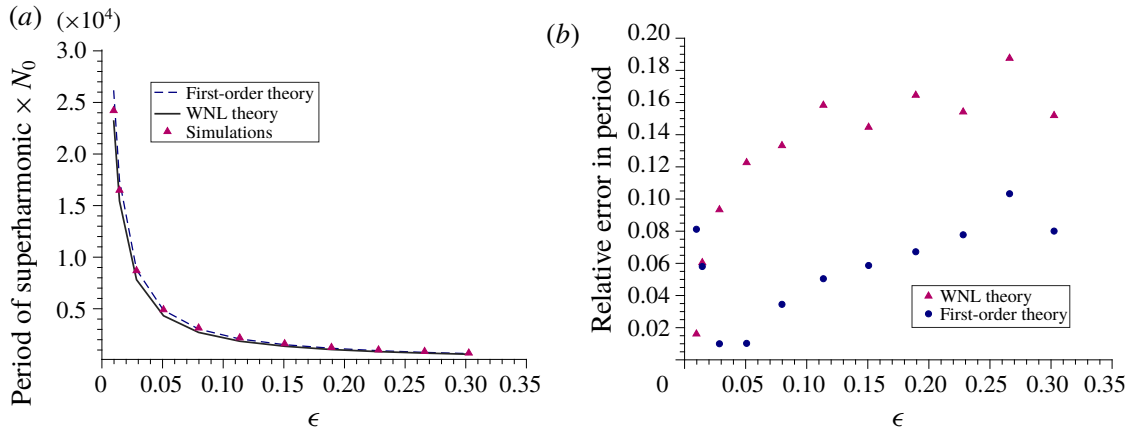 (a) (×10⁴)
3.0
2.5
2.0
1.5
1.0
0.5
0 0.05 0.10 0.15 0.20 0.25 0.30 0.35
ϵ
Period of superharmonic × N₀
First-order theory
WNL theory
Simulations
(b)
0.20
0.18
0.16
0.14
0.12
0.10
0.08
0.06
0.04
0.02
0 0.05 0.10 0.15 0.20 0.25 0.30 0.35
ϵ
Relative error in period
WNL theory
First-order theory